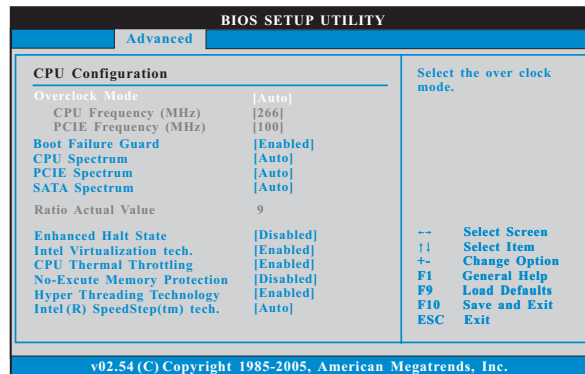 BIOS SETUP UTILITY
Advanced
CPU Configuration
Overclock Mode [Auto]
CPU Frequency (MHz) [266]
PCIE Frequency (MHz) [100]
Boot Failure Guard [Enabled]
CPU Spectrum [Auto]
PCIE Spectrum [Auto]
SATA Spectrum [Auto]
Ratio Actual Value 9
Enhanced Halt State [Disabled]
Intel Virtualization tech. [Enabled]
CPU Thermal Throttling [Enabled]
No-Excute Memory Protection [Disabled]
Hyper Threading Technology [Enabled]
Intel (R) SpeedStep(tm) tech. [Auto]
Select the over clock
mode.
←→ Select Screen
↑↓ Select Item
+- Change Option
F1 General Help
F9 Load Defaults
F10 Save and Exit
ESC Exit
v02.54 (C) Copyright 1985-2005, American Megatrends, Inc.